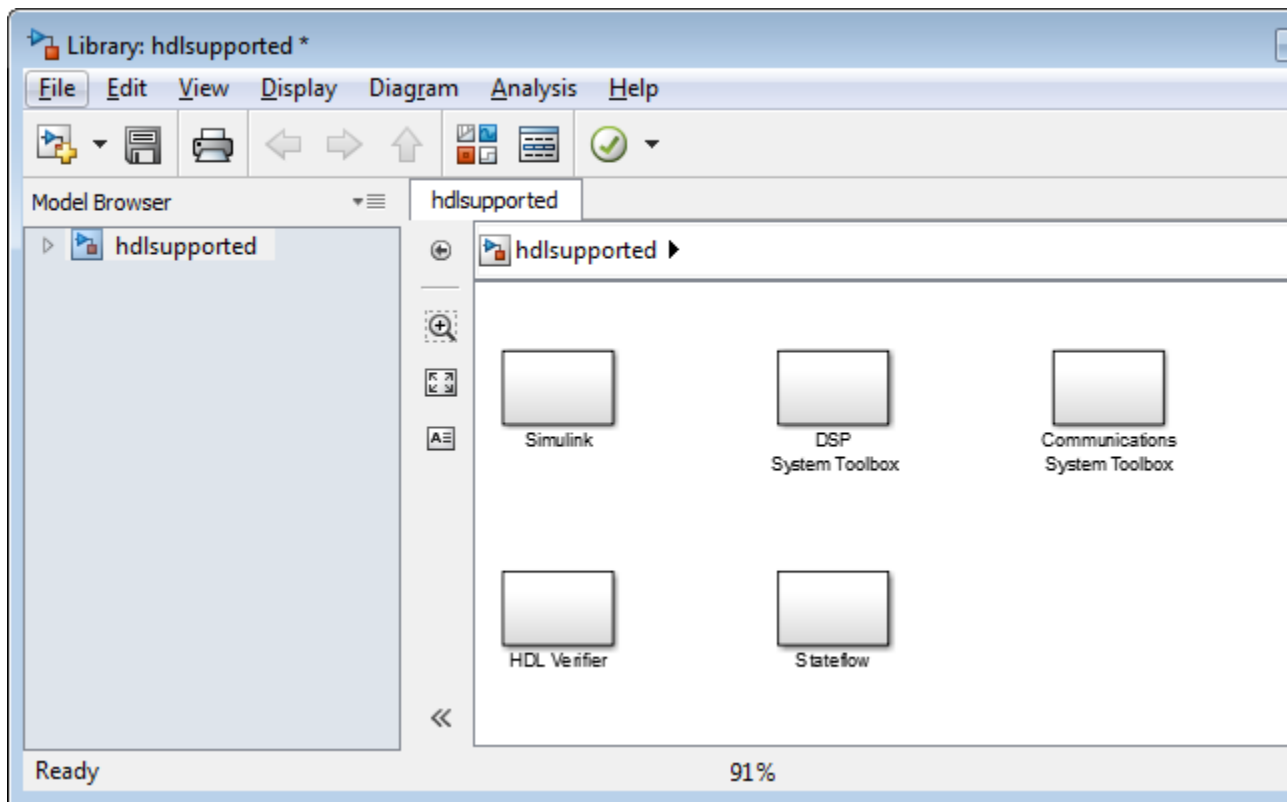 Library: hdlsupported *
File Edit View Display Diagram Analysis Help
Model Browser
hdlsupported
hdlsupported
hdlsupported
Simulink
DSP
System Toolbox
Communications
System Toolbox
HDL Verifier
Stateflow
Ready
91%